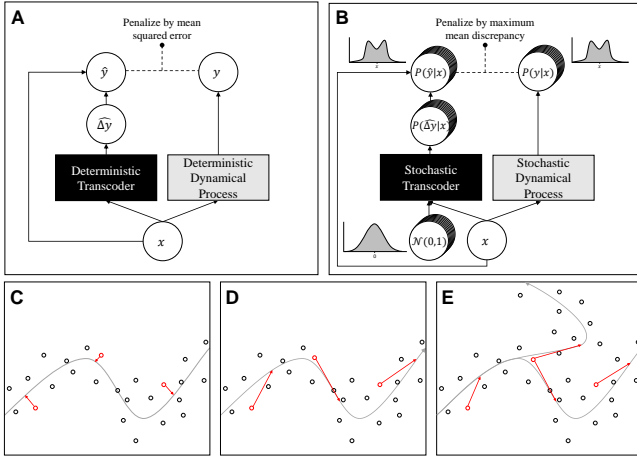 A
Penalize by mean
squared error
ŷ
y
Δ̂y
Deterministic
Transcoder
Deterministic
Dynamical
Process
x
B
Penalize by maximum
mean discrepancy
z
z
P(ŷ|x)
P(y|x)
P(Δ̂y|x)
Stochastic
Transcoder
Stochastic
Dynamical
Process
0
𝒩(0,1)
x
C
D
E